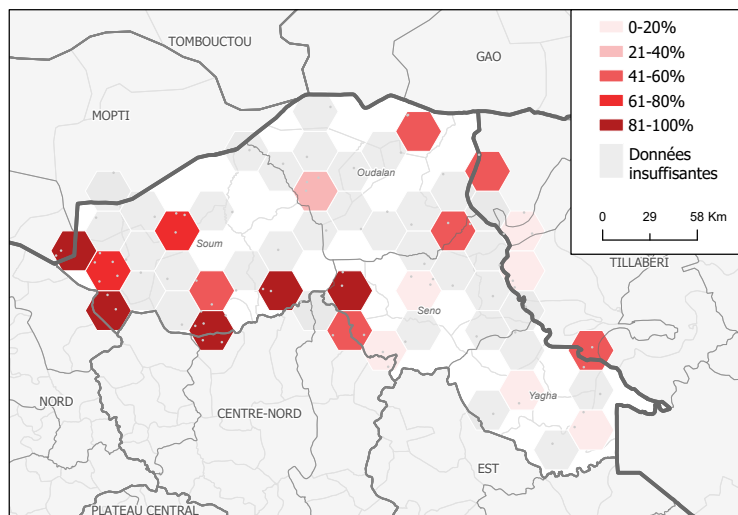 TOMBOUCTOU
GAO
MOPTI
Oudalan
Soum
Seno
TILLABÉRI
Yagha
NORD
CENTRE-NORD
EST
PLATEAU CENTRAL
0-20%
21-40%
41-60%
61-80%
81-100%
Données
insuffisantes
0 29 58 Km